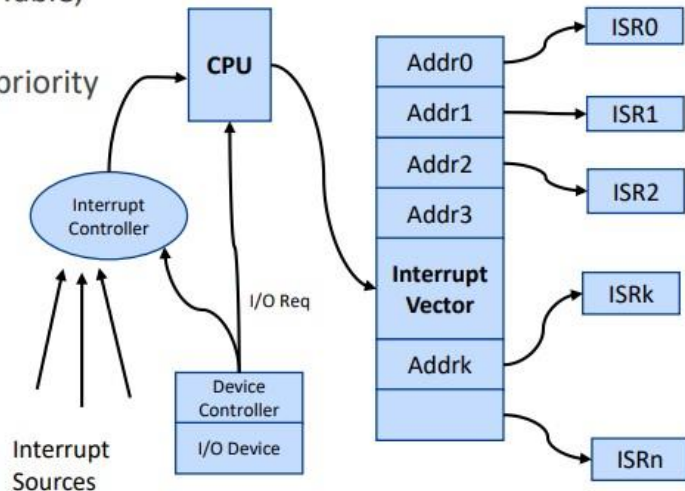 priority
CPU
Interrupt
Controller
I/O Req
Device
Controller
I/O Device
Interrupt
Sources
Addr0
Addr1
Addr2
Addr3
Interrupt
Vector
Addrk
ISR0
ISR1
ISR2
ISRk
ISRn